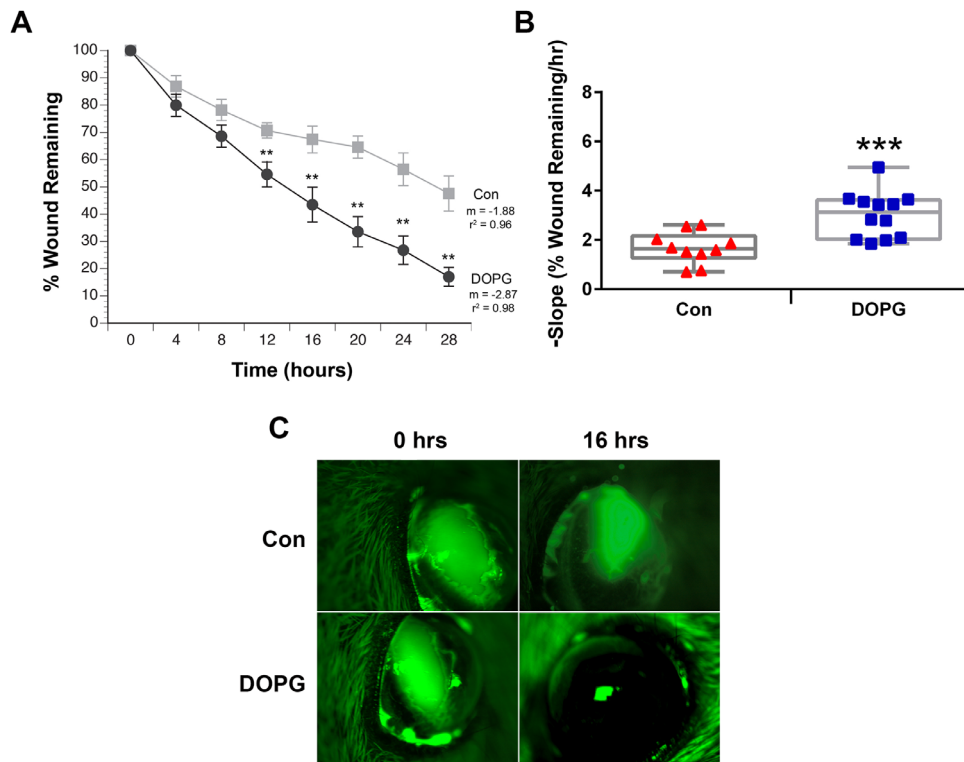 A
% Wound Remaining
100
90
80
70
60
50
40
30
20
10
0
**
**
**
**
**
Con
m = -1.88
r² = 0.96
DOPG
m = -2.87
r² = 0.98
0 4 8 12 16 20 24 28
Time (hours)
B
-Slope (% Wound Remaining/hr)
8
6
4
2
0
***
Con DOPG
C
0 hrs 16 hrs
Con
DOPG